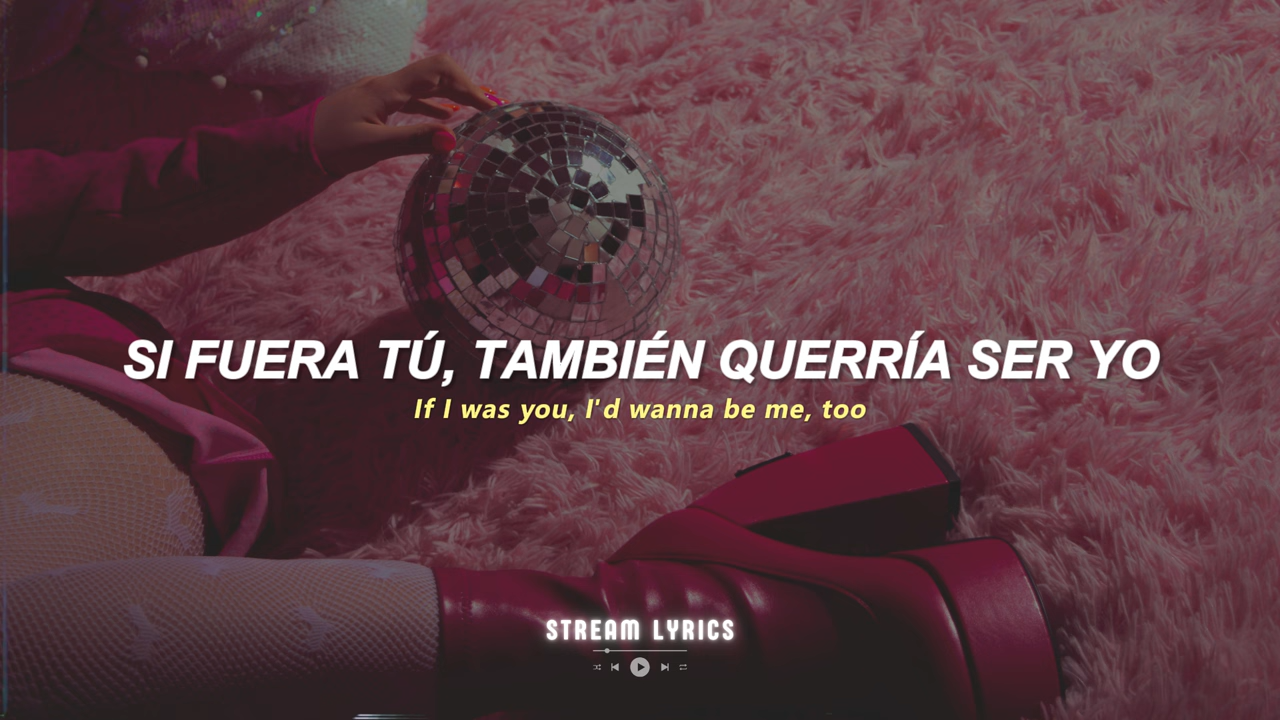 SI FUERA TÚ, TAMBIÉN QUERRÍA SER YO
If I was you, I'd wanna be me, too
STREAM LYRICS